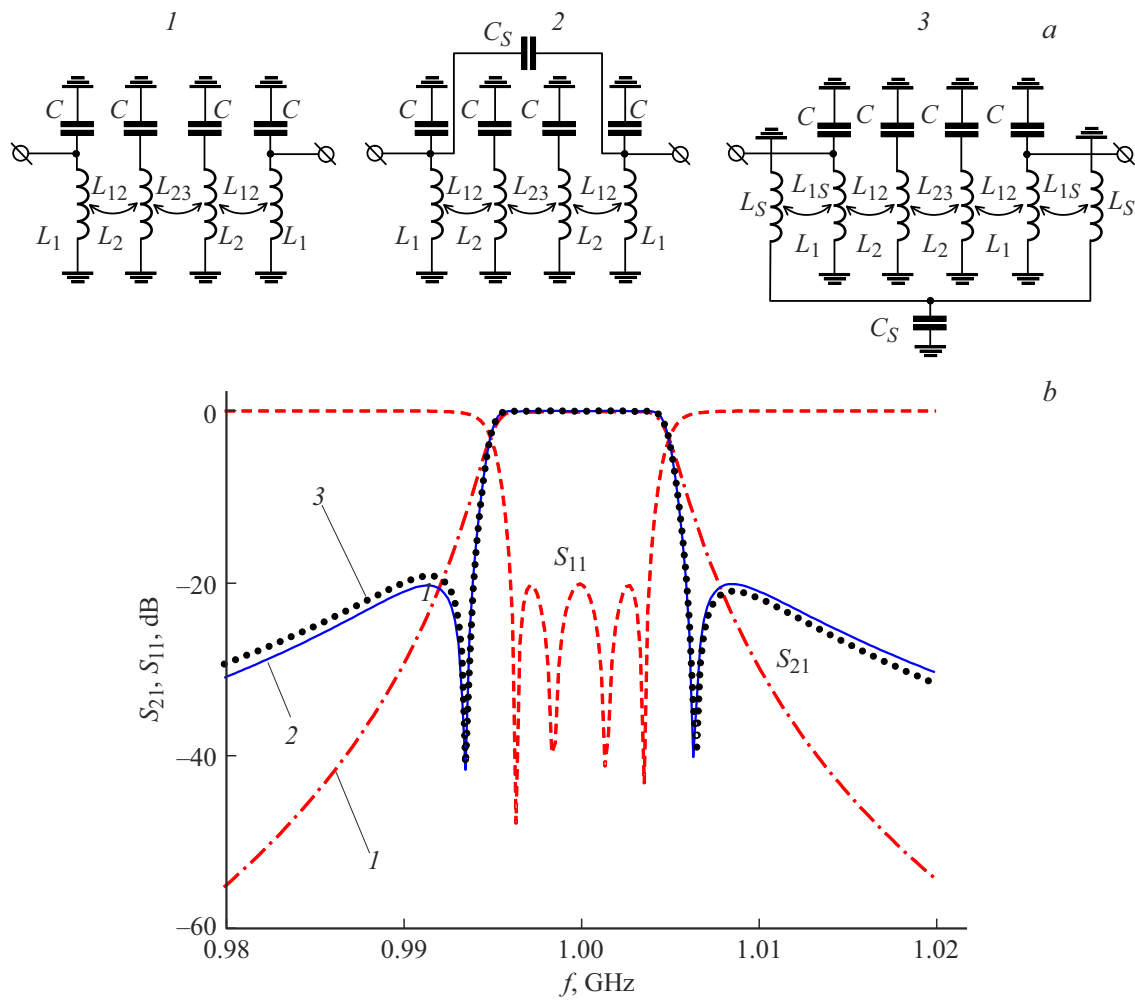 1 2 3 a
C C C C
L12 L23 L12
L1 L2 L2 L1
CS
C C C C
L12 L23 L12
L1 L2 L2 L1
C C C C
LS L1S L12 L23 L12 L1S LS
L1 L2 L2 L1
CS
b
S21, S11, dB
0
−20
−40
−60
3
2
1
1
S11
S21
0.98 0.99 1.00 1.01 1.02
f, GHz